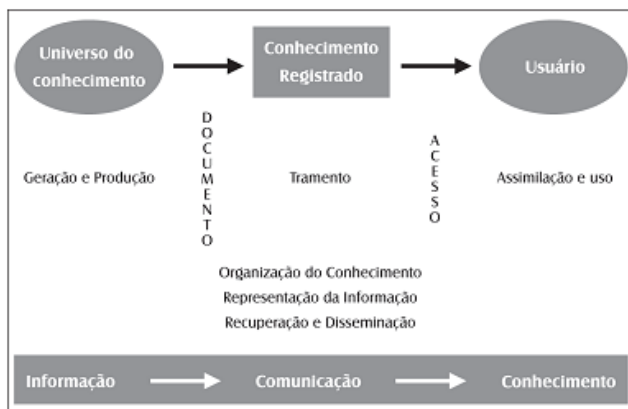 Universo do
conhecimento
Conhecimento
Registrado
Usuário
DOCUMENTO
ACESSO
Geração e Produção
Tramento
Assimilação e uso
Organização do Conhecimento
Representação da Informação
Recuperação e Disseminação
Informação
Comunicação
Conhecimento